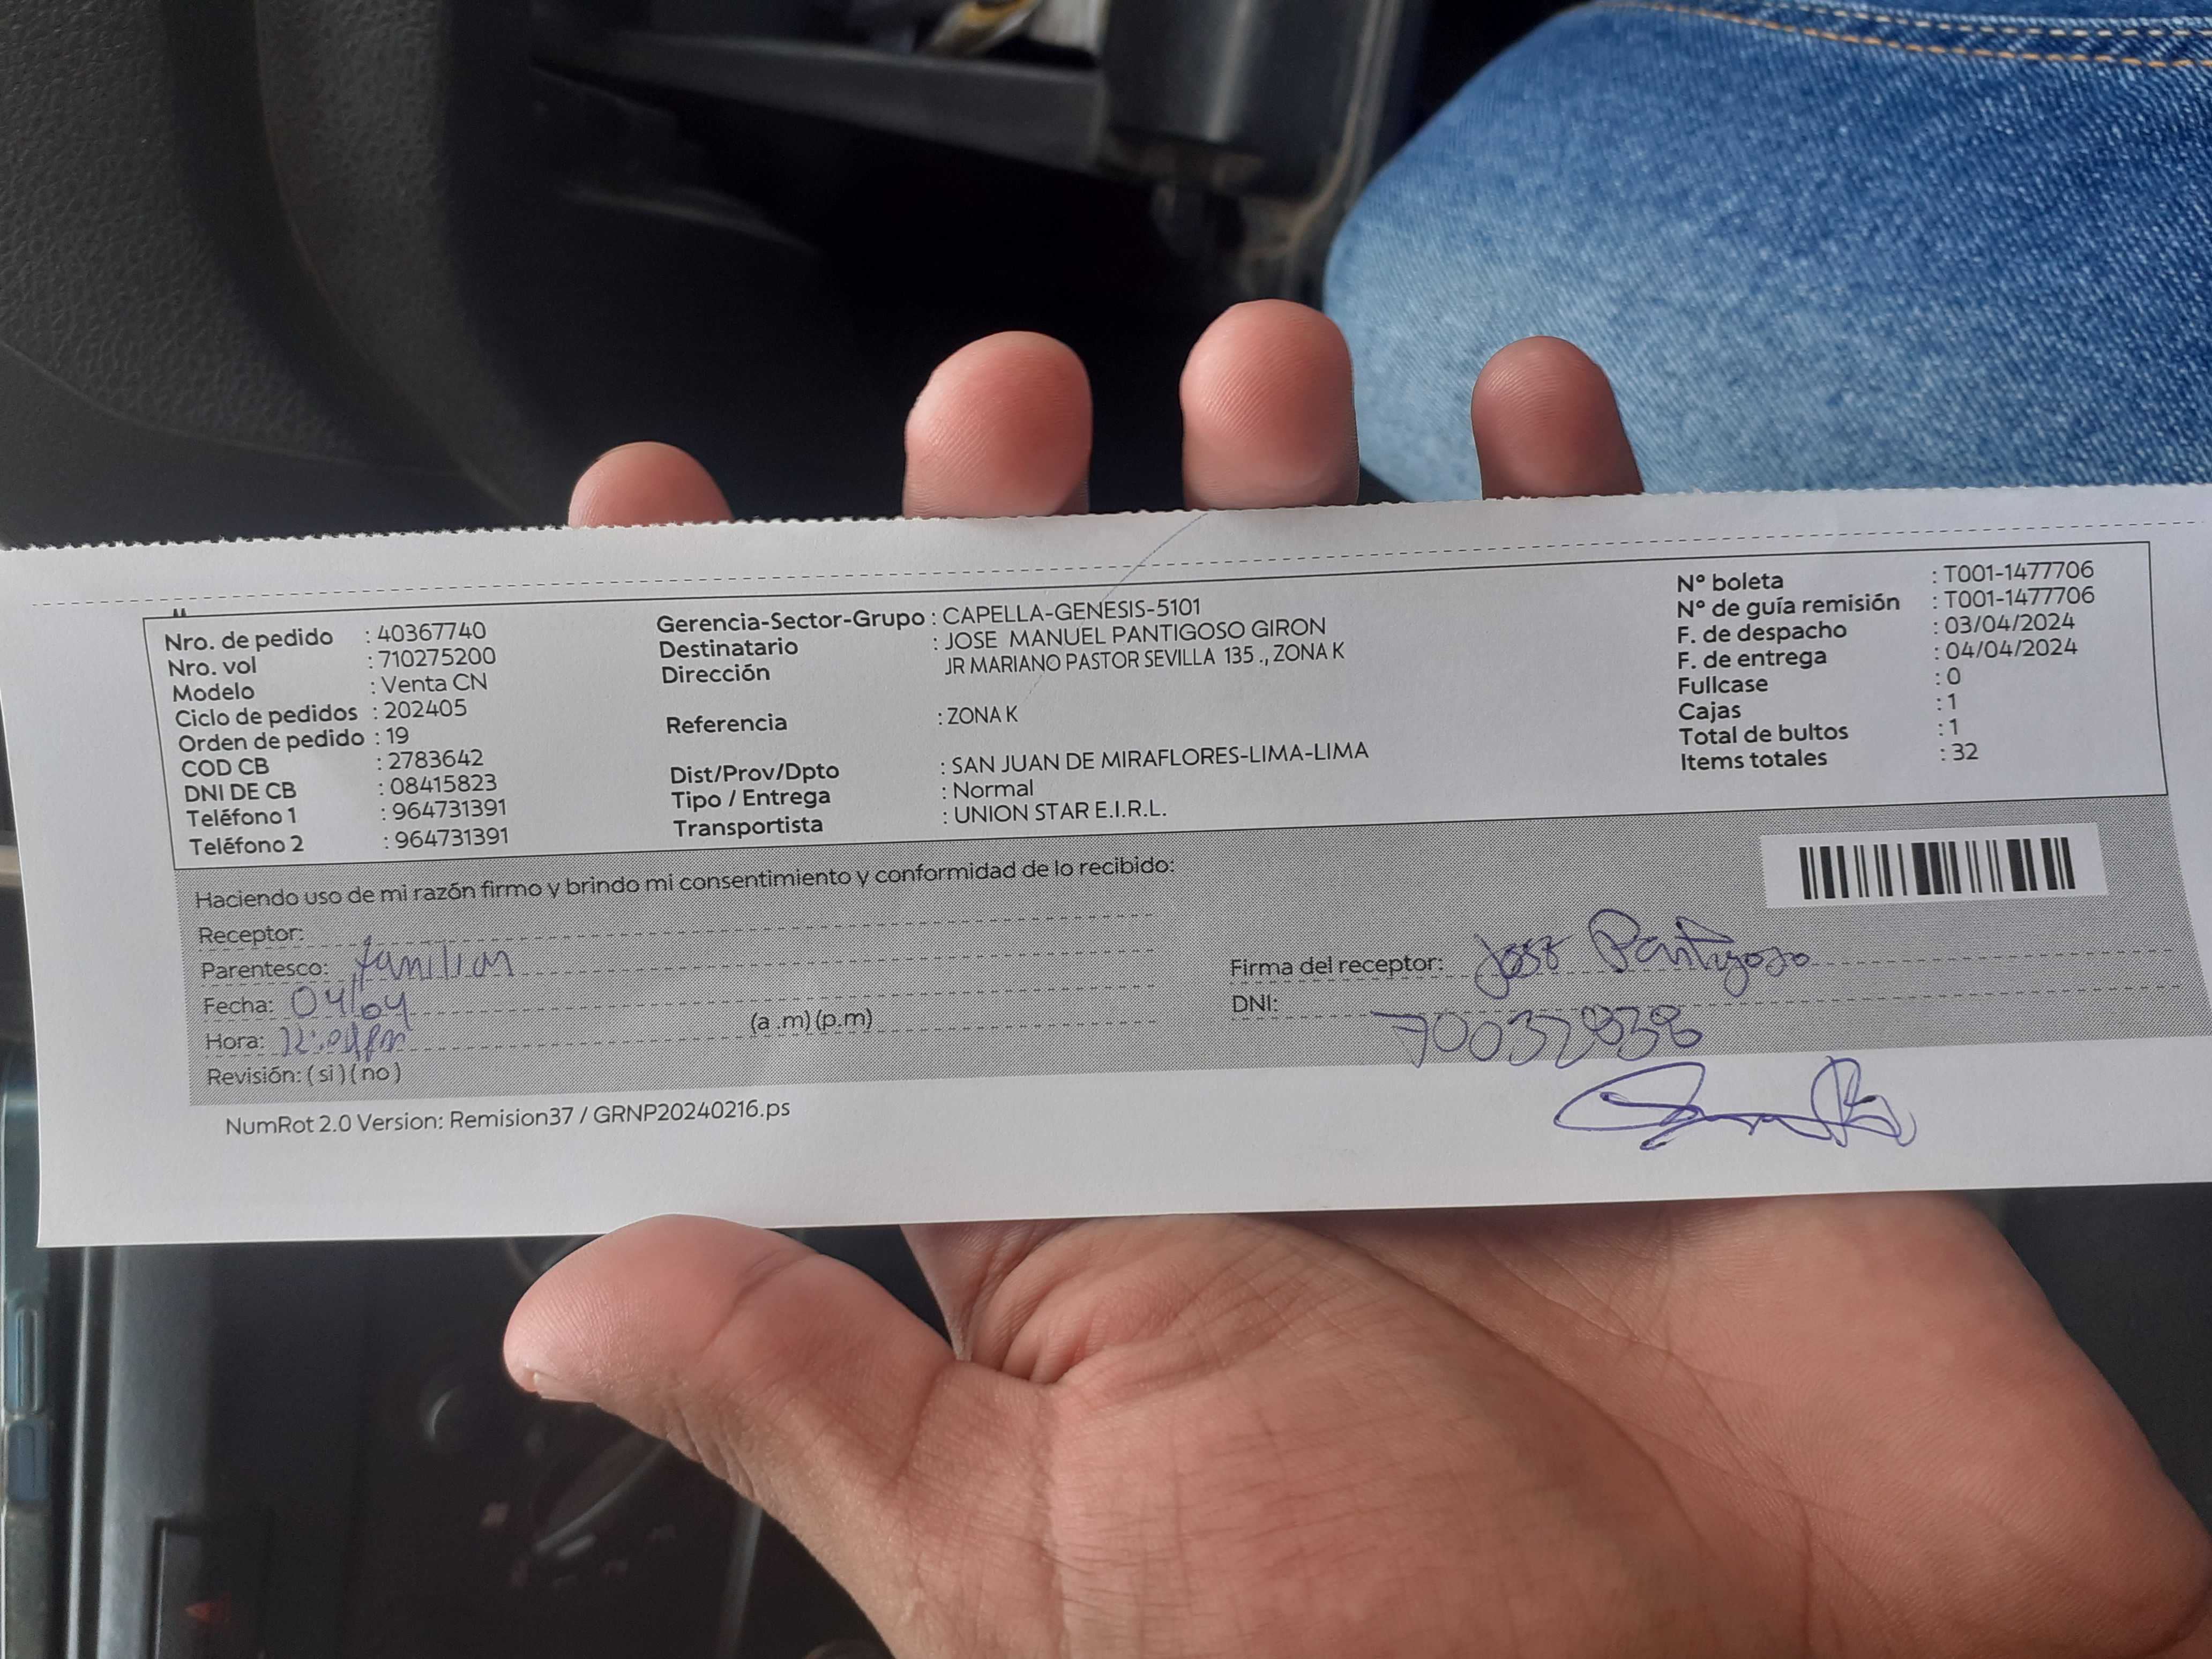 Nro. de pedido : 40367740
Nro. vol : 710275200
Modelo : Venta CN
Ciclo de pedidos : 202405
Orden de pedido : 19
COD CB : 2783642
DNI DE CB : 08415823
Teléfono 1 : 964731391
Teléfono 2 : 964731391
Gerencia-Sector-Grupo : CAPELLA-GENESIS-5101
Destinatario : JOSE MANUEL PANTIGOSO GIRON
Dirección JR MARIANO PASTOR SEVILLA 135 ., ZONA K
Referencia : ZONA K
Dist/Prov/Dpto : SAN JUAN DE MIRAFLORES-LIMA-LIMA
Tipo / Entrega : Normal
Transportista : UNION STAR E.I.R.L.
Nº boleta : T001-1477706
Nº de guía remisión : T001-1477706
F. de despacho : 03/04/2024
F. de entrega : 04/04/2024
Fullcase : 0
Cajas : 1
Total de bultos : 1
Items totales : 32
Haciendo uso de mi razón firmo y brindo mi consentimiento y conformidad de lo recibido:
Receptor:
Parentesco: familiar
Fecha: 04/04
Hora: 12:04pm (a .m) (p.m)
Revisión: ( si ) ( no )
Firma del receptor: Jose Pantigoso
DNI: 70032838
NumRot 2.0 Version: Remision37 / GRNP20240216.ps